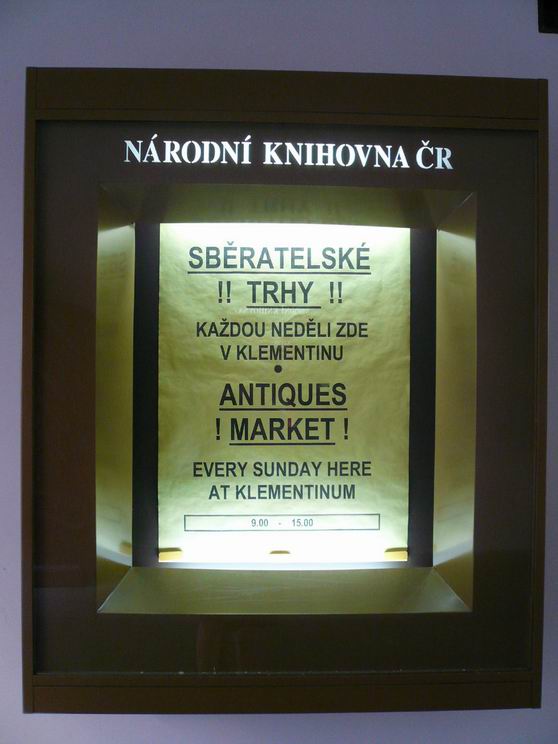 NÁRODNÍ KNIHOVNA ČR
SBĚRATELSKÉ
!! TRHY !!
KAŽDOU NEDĚLI ZDE
V KLEMENTINU
•
ANTIQUES
! MARKET !
EVERY SUNDAY HERE
AT KLEMENTINUM
9.00 - 15.00